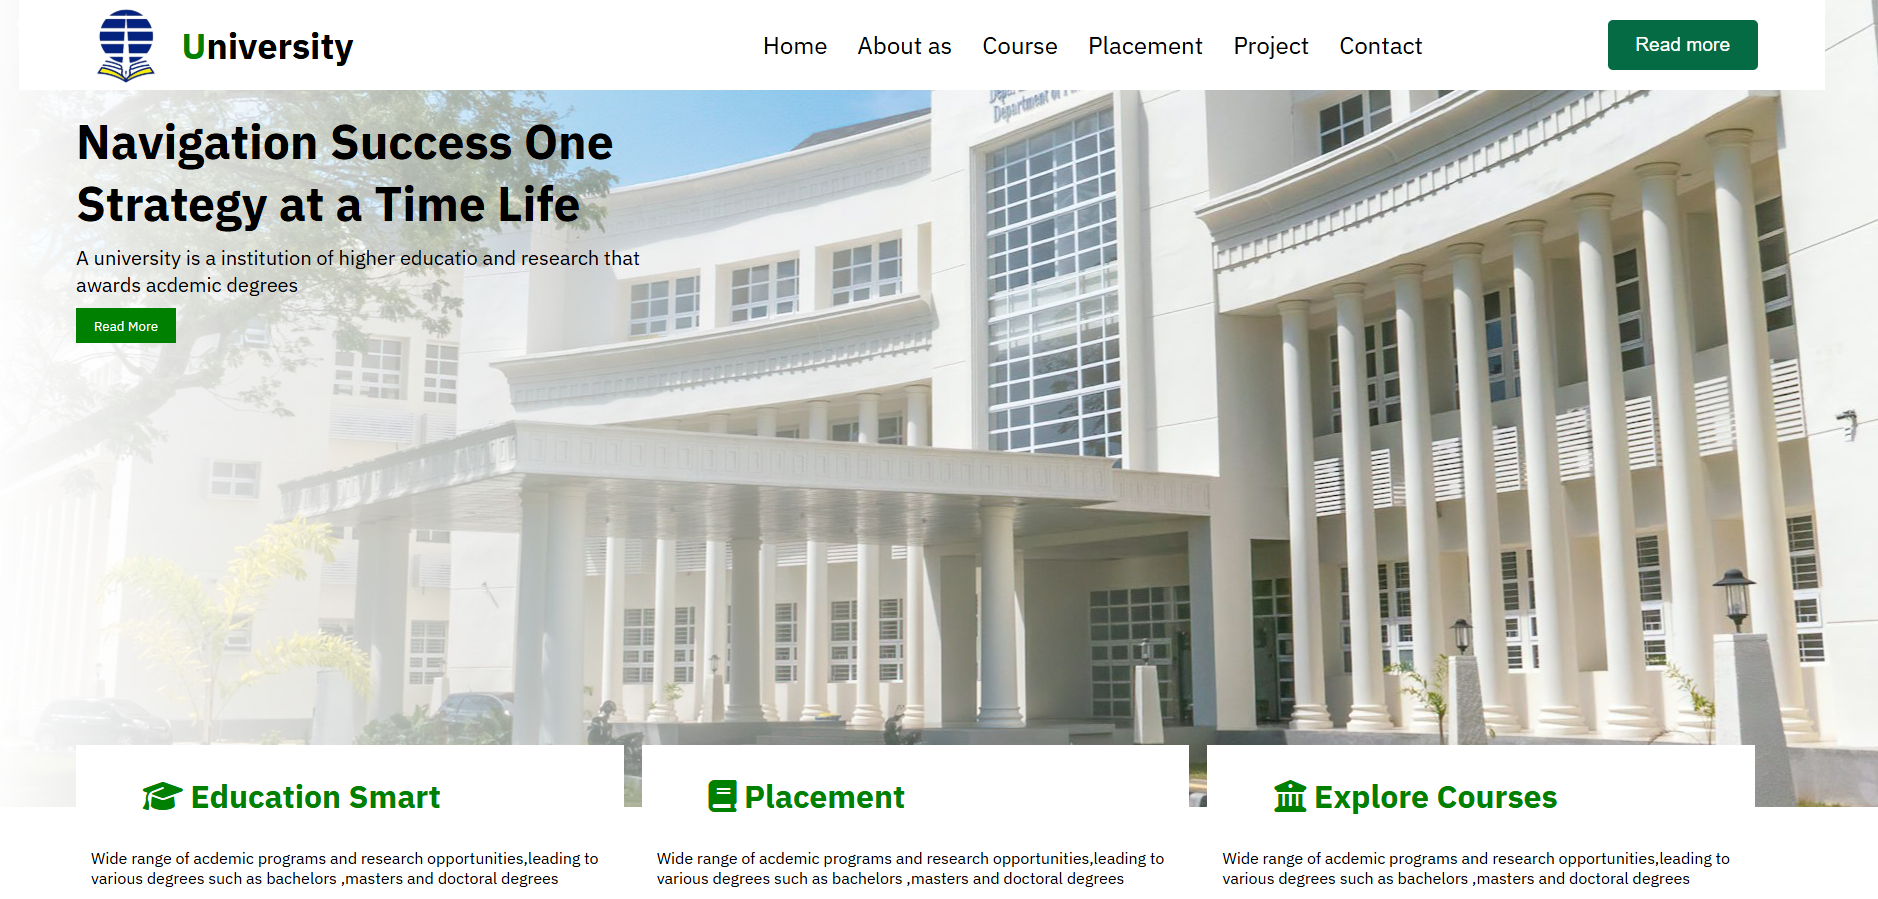 University
Home About as Course Placement Project Contact
Read more
Navigation Success One
Strategy at a Time Life
A university is a institution of higher educatio and research that
awards acdemic degrees
Read More
Department of
Education Smart
Wide range of acdemic programs and research opportunities,leading to
various degrees such as bachelors ,masters and doctoral degrees
Placement
Wide range of acdemic programs and research opportunities,leading to
various degrees such as bachelors ,masters and doctoral degrees
Explore Courses
Wide range of acdemic programs and research opportunities,leading to
various degrees such as bachelors ,masters and doctoral degrees